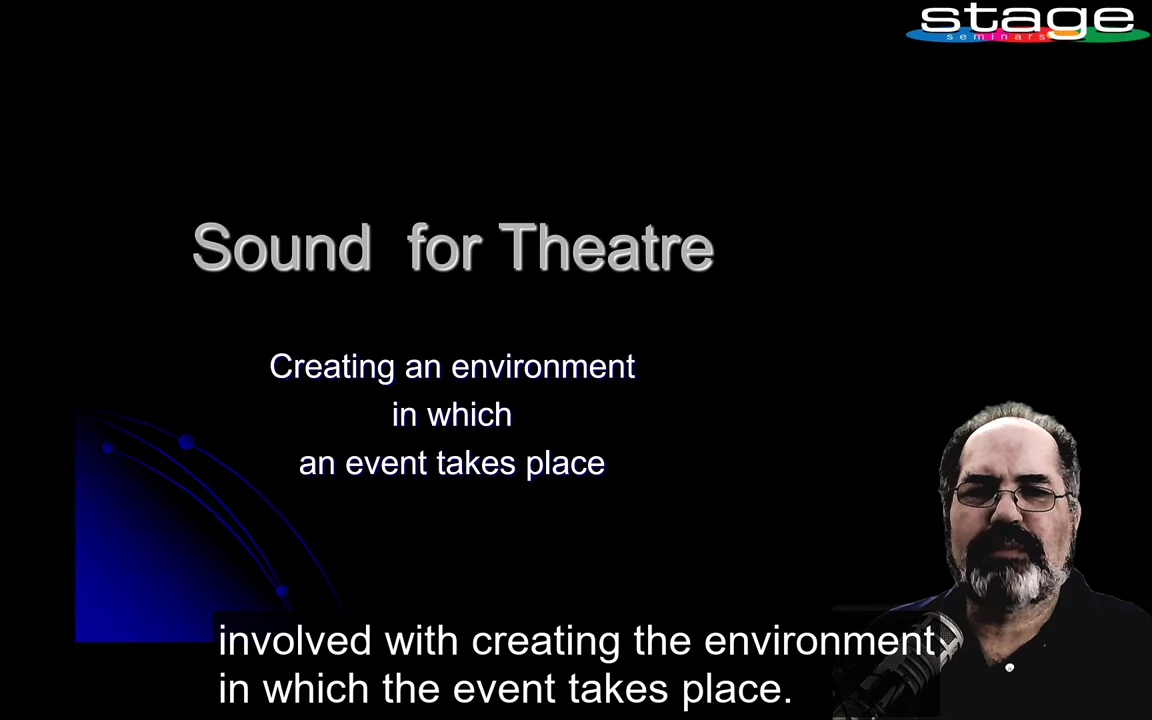 stage
seminars
Sound for Theatre
Creating an environment
in which
an event takes place
involved with creating the environment
in which the event takes place.